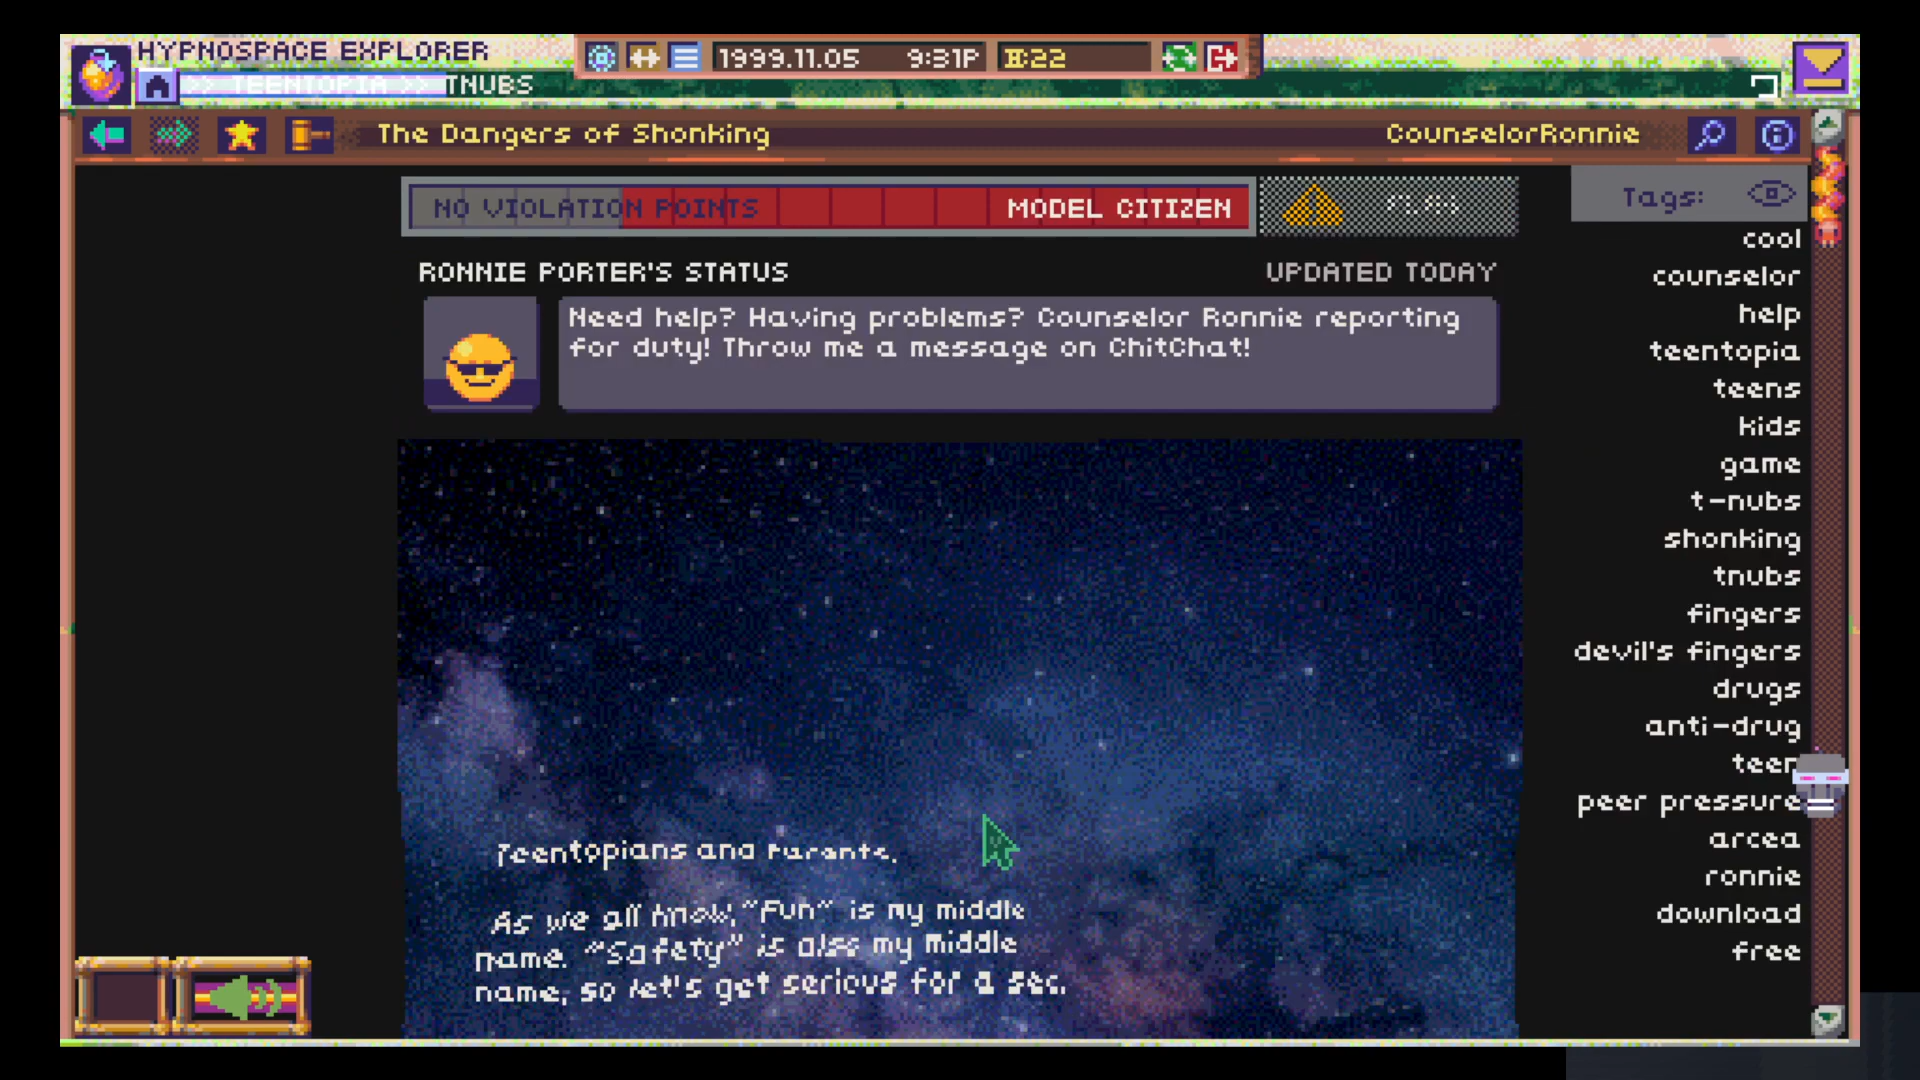 HYPNOSPACE EXPLORER
1999.11.05 9:31P 22
>> TEENTOPIA >> TNUBS
The Dangers of Shonking CounselorRonnie
NO VIOLATION POINTS MODEL CITIZEN
RONNIE PORTER'S STATUS UPDATED TODAY
Need help? Having problems? Counselor Ronnie reporting
for duty! Throw me a message on ChitChat!
Teentopians and Parents,
As we all know, "Fun" is my middle
name. "Safety" is also my middle
name, so let's get serious for a sec.
Tags:
cool
counselor
help
teentopia
teens
kids
game
t-nubs
shonking
tnubs
fingers
devil's fingers
drugs
anti-drug
teen
peer pressure
arcea
ronnie
download
free